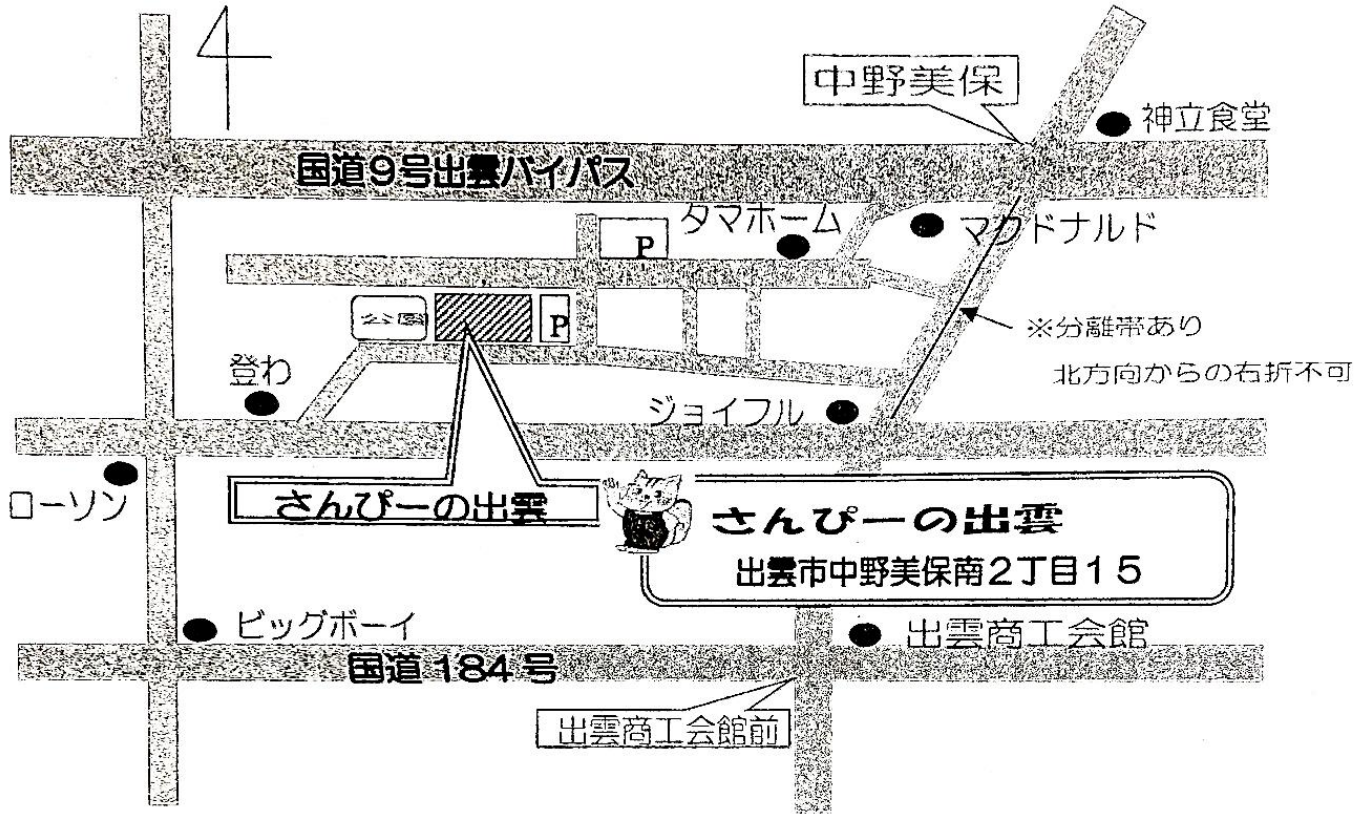 中野美保
神立食堂
国道9号出雲バイパス
タマホーム
マクドナルド
P
公園
P
※分離帯あり
北方向からの右折不可
登わ
ジョイフル
ローソン
さんぴーの出雲
さんぴーの出雲
出雲市中野美保南2丁目15
ビッグボーイ
出雲商工会館
国道184号
出雲商工会館前